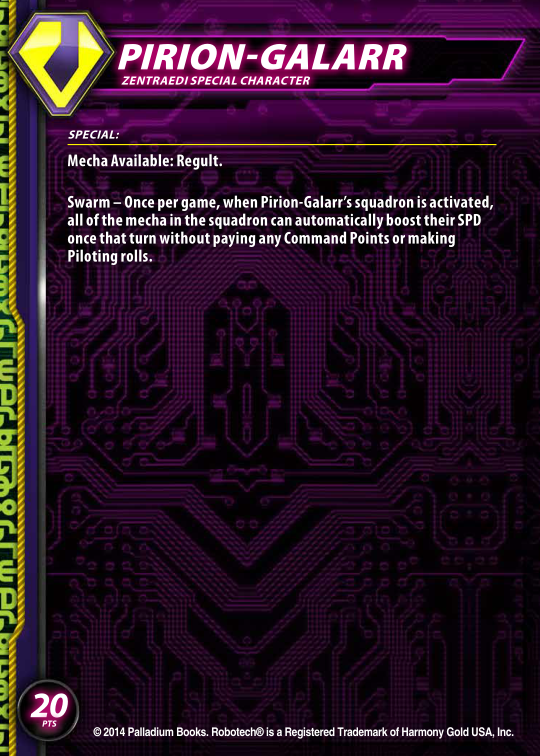 PIRION-GALARR
ZENTRAEDI SPECIAL CHARACTER
SPECIAL:
Mecha Available: Regult.
Swarm – Once per game, when Pirion-Galarr's squadron is activated,
all of the mecha in the squadron can automatically boost their SPD
once that turn without paying any Command Points or making
Piloting rolls.
20
PTS
© 2014 Palladium Books. Robotech® is a Registered Trademark of Harmony Gold USA, Inc.